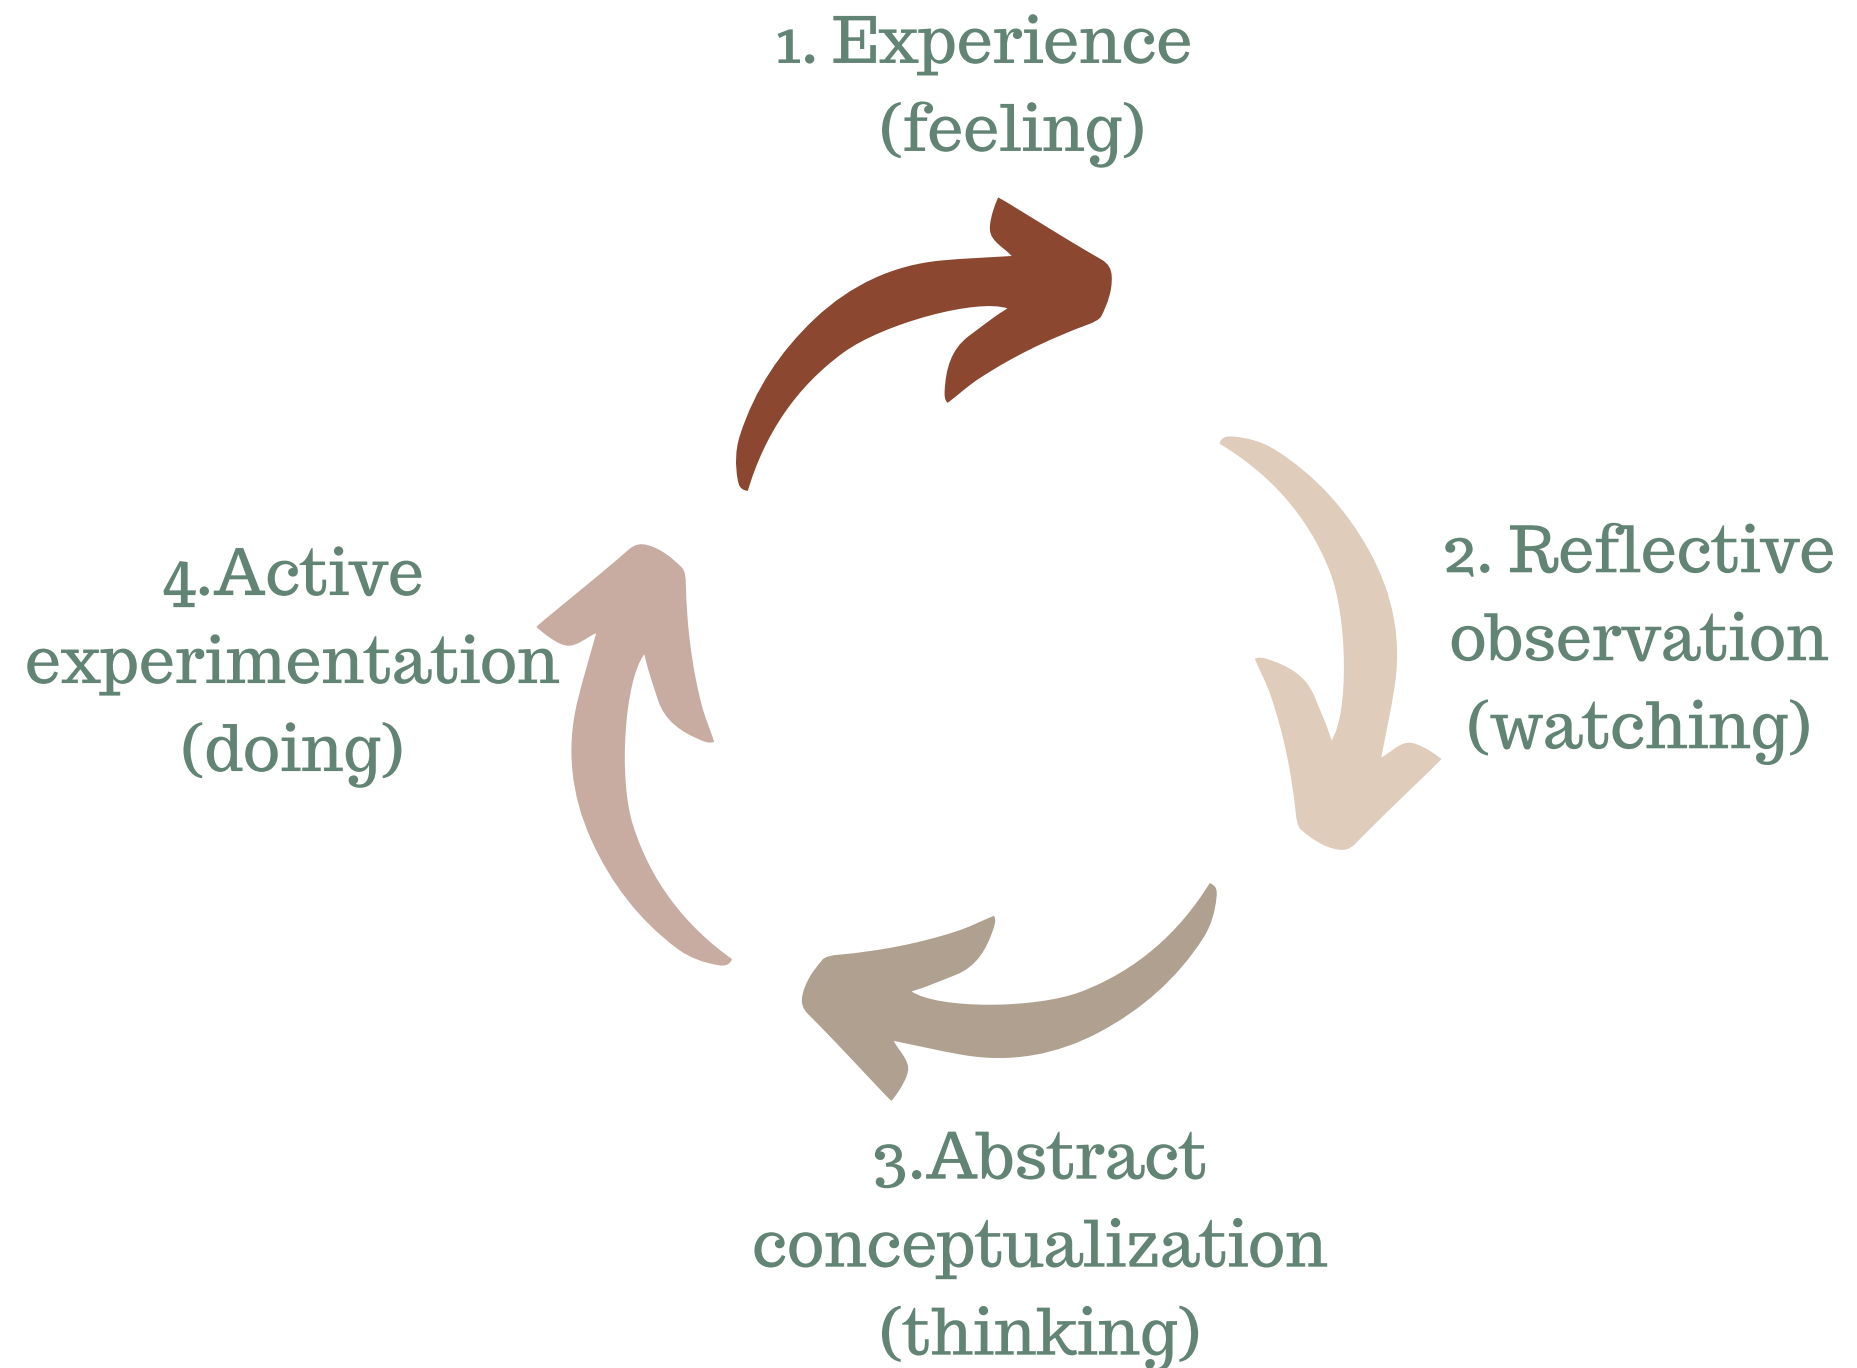 1. Experience
(feeling)
2. Reflective
observation
(watching)
3.Abstract
conceptualization
(thinking)
4.Active
experimentation
(doing)